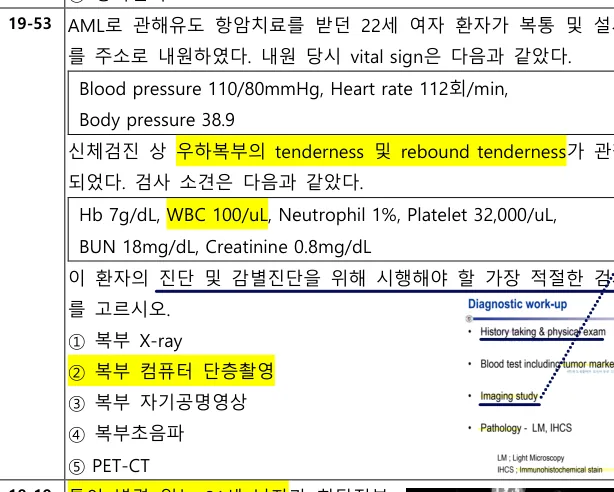 19-53
AML로 관해유도 항암치료를 받던 22세 여자 환자가 복통 및
를 주소로 내원하였다. 내원 당시 vital sign은 다음과 같았다.
Blood pressure 110/80mmHg, Heart rate 112회/min,
Body pressure 38.9
신체검진 상 우하복부의 tenderness 및 rebound tenderness가
되었다. 검사 소견은 다음과 같았다.
Hb 7g/dL, WBC 100/uL, Neutrophil 1%, Platelet 32,000/uL,
BUN 18mg/dL, Creatinine 0.8mg/dL
이 환자의 진단 및 감별진단을 위해 시행해야 할 가장 적절한
를 고르시오.
① 복부 X-ray
② 복부 컴퓨터 단층촬영
③ 복부 자기공명영상
④ 복부초음파
⑤ PET-CT
Diagnostic work-up
• History taking & physical exam
• Blood test including tumor marke
• Imaging study
• Pathology - LM, IHCS
LM ; Light Microscopy
IHCS ; Immunohistochemical stain